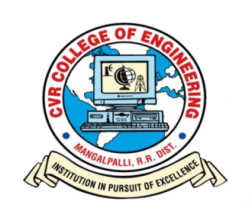 CVR COLLEGE OF ENGINEERING
MANGALPALLI, R.R. DIST.
INSTITUTION IN PURSUIT OF EXCELLENCE